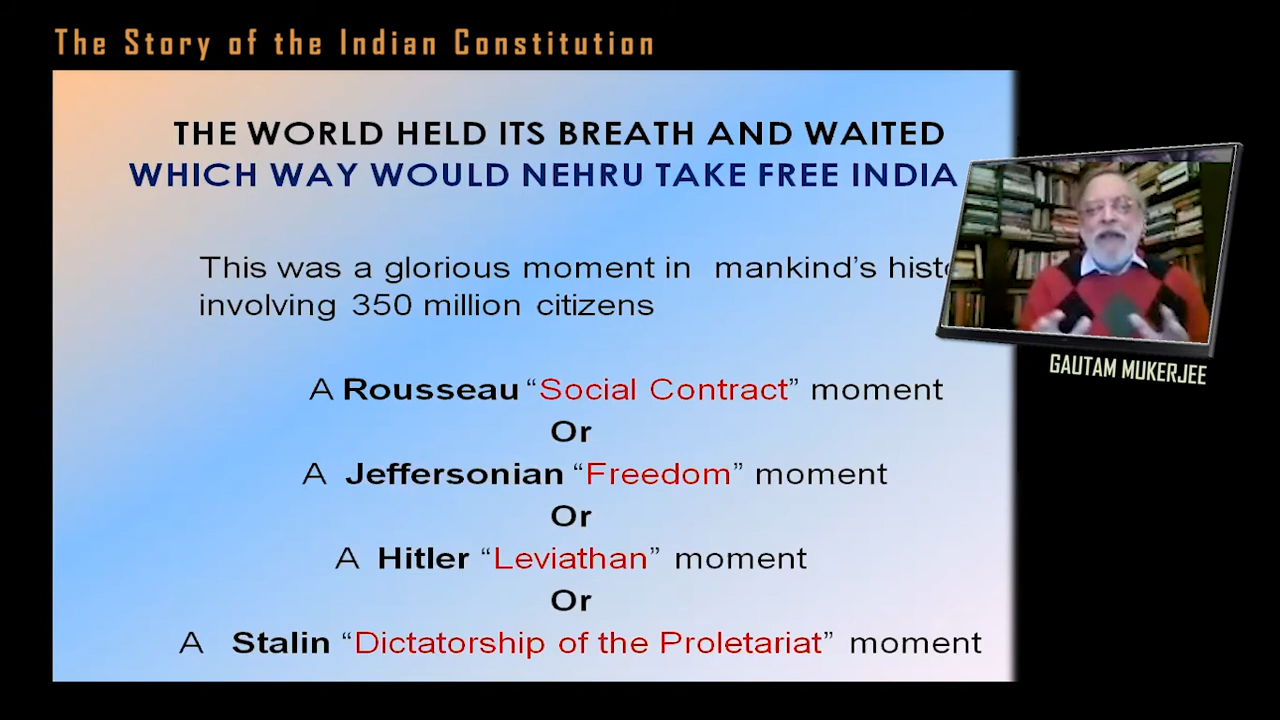 The Story of the Indian Constitution
THE WORLD HELD ITS BREATH AND WAITED
WHICH WAY WOULD NEHRU TAKE FREE INDIA
This was a glorious moment in mankind’s histo
involving 350 million citizens
A Rousseau “Social Contract” moment
Or
A Jeffersonian “Freedom” moment
Or
A Hitler “Leviathan” moment
Or
A Stalin “Dictatorship of the Proletariat” moment
GAUTAM MUKERJEE